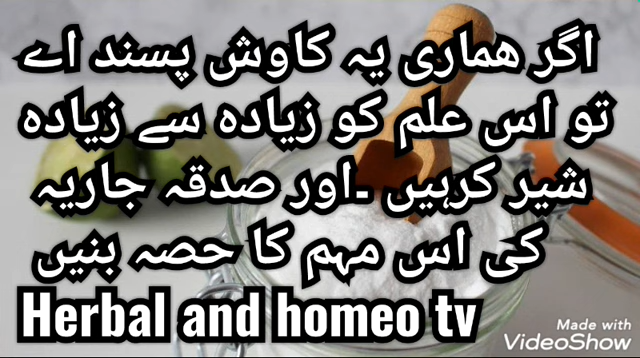 اگر ھماری یہ کاوش پسند اے
تو اس علم کو زیادہ سے زیادہ
شیر کرہیں ۔اور صدقہ جاریہ
کی اس مہم کا حصہ بنیں
Herbal and homeo tv
Made with
VideoShow